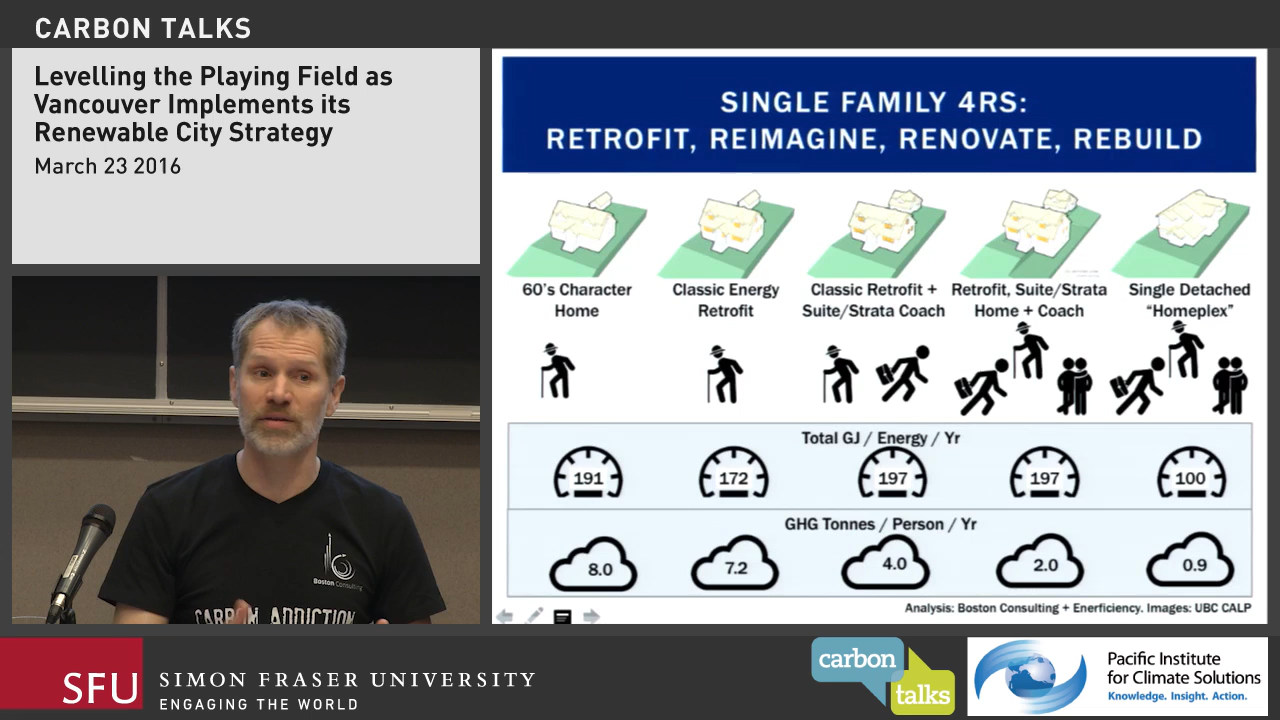 CARBON TALKS
Levelling the Playing Field as
Vancouver Implements its
Renewable City Strategy
March 23 2016
SINGLE FAMILY 4RS:
RETROFIT, REIMAGINE, RENOVATE, REBUILD
60's Character
Home
Classic Energy
Retrofit
Classic Retrofit +
Suite/Strata Coach
Retrofit, Suite/Strata
Home + Coach
Single Detached
"Homeplex"
Total GJ / Energy / Yr
191 172 197 197 100
GHG Tonnes / Person / Yr
8.0 7.2 4.0 2.0 0.9
Analysis: Boston Consulting + Enerficiency. Images: UBC CALP
Boston Consulting
CARBON ADDICTION
SFU
SIMON FRASER UNIVERSITY
ENGAGING THE WORLD
carbon
talks
Pacific Institute
for Climate Solutions
Knowledge. Insight. Action.